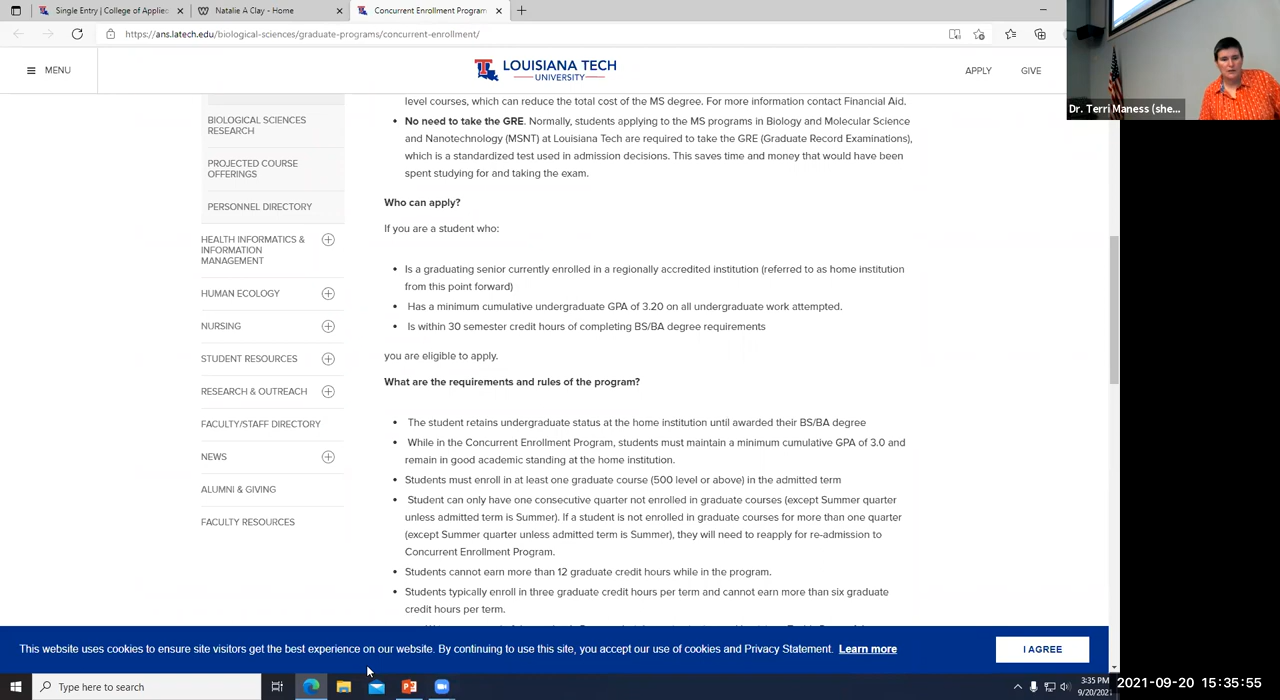 Single Entry | College of Applie
Natalie A Clay - Home
Concurrent Enrollment Program
https://ans.latech.edu/biological-sciences/graduate-programs/concurrent-enrollment/
MENU
LOUISIANA TECH
UNIVERSITY
APPLY
GIVE
Dr. Terri Maness (she...
BIOLOGICAL SCIENCES
RESEARCH
PROJECTED COURSE
OFFERINGS
PERSONNEL DIRECTORY
HEALTH INFORMATICS &
INFORMATION
MANAGEMENT
HUMAN ECOLOGY
NURSING
STUDENT RESOURCES
RESEARCH & OUTREACH
FACULTY/STAFF DIRECTORY
NEWS
ALUMNI & GIVING
FACULTY RESOURCES
level courses, which can reduce the total cost of the MS degree. For more information contact Financial Aid.
• No need to take the GRE. Normally, students applying to the MS programs in Biology and Molecular Science
and Nanotechnology (MSNT) at Louisiana Tech are required to take the GRE (Graduate Record Examinations),
which is a standardized test used in admission decisions. This saves time and money that would have been
spent studying for and taking the exam.
Who can apply?
If you are a student who:
• Is a graduating senior currently enrolled in a regionally accredited institution (referred to as home institution
from this point forward)
• Has a minimum cumulative undergraduate GPA of 3.20 on all undergraduate work attempted.
• Is within 30 semester credit hours of completing BS/BA degree requirements
you are eligible to apply.
What are the requirements and rules of the program?
• The student retains undergraduate status at the home institution until awarded their BS/BA degree
• While in the Concurrent Enrollment Program, students must maintain a minimum cumulative GPA of 3.0 and
remain in good academic standing at the home institution.
• Students must enroll in at least one graduate course (500 level or above) in the admitted term
• Student can only have one consecutive quarter not enrolled in graduate courses (except Summer quarter
unless admitted term is Summer). If a student is not enrolled in graduate courses for more than one quarter
(except Summer quarter unless admitted term is Summer), they will need to reapply for re-admission to
Concurrent Enrollment Program.
• Students cannot earn more than 12 graduate credit hours while in the program.
• Students typically enroll in three graduate credit hours per term and cannot earn more than six graduate
credit hours per term.
This website uses cookies to ensure site visitors get the best experience on our website. By continuing to use this site, you accept our use of cookies and Privacy Statement. Learn more
I AGREE
Type here to search
3:35 PM
9/20/202
2021-09-20 15:35:55